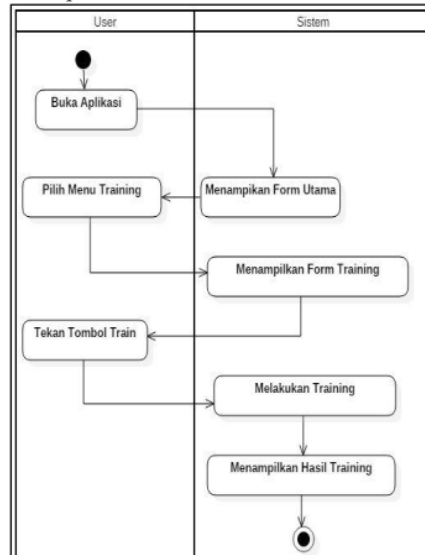 User
Sistem
Buka Aplikasi
Menampikan Form Utama
Pilih Menu Training
Menampilkan Form Training
Tekan Tombol Train
Melakukan Training
Menampilkan Hasil Training